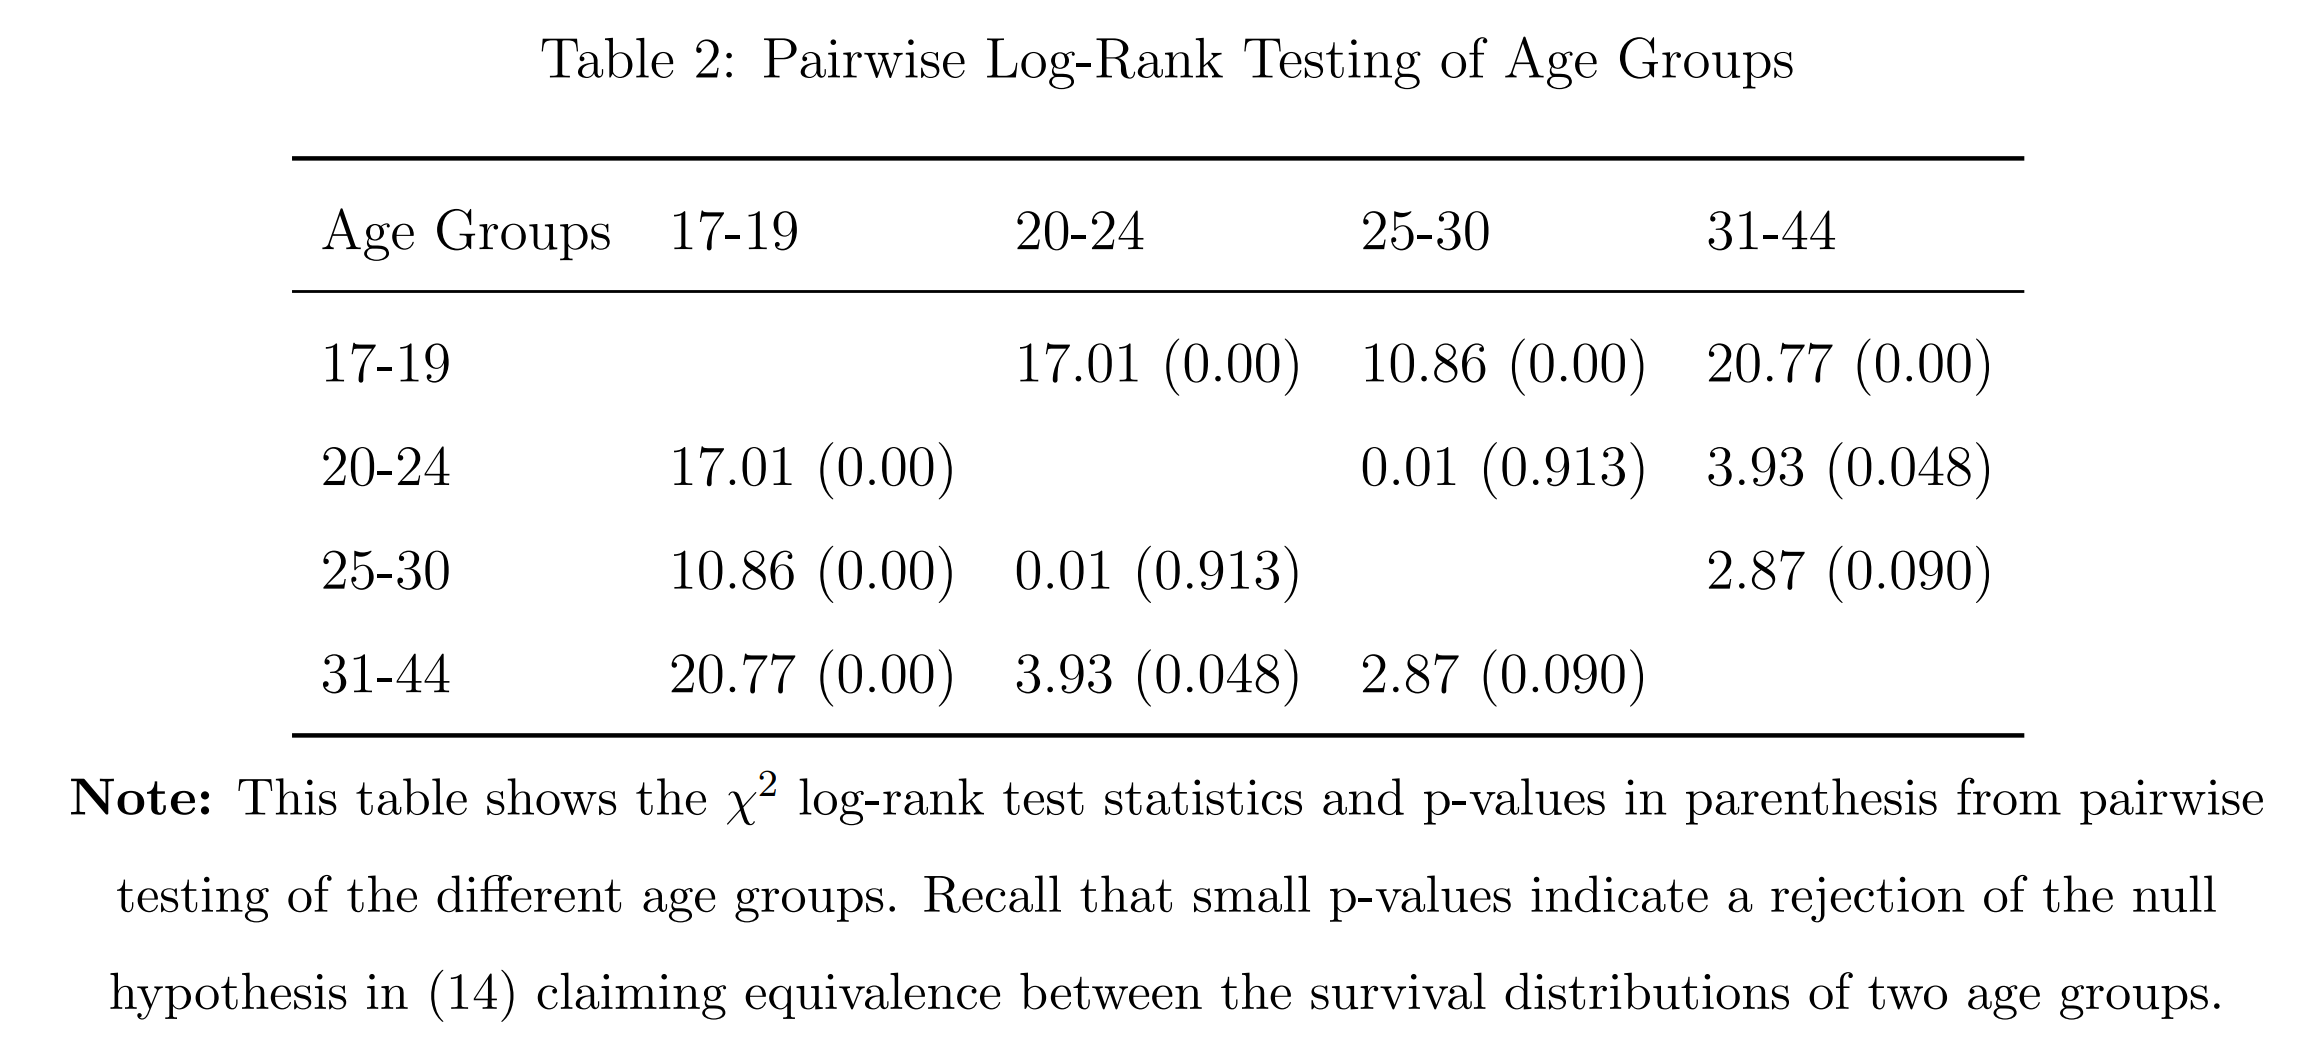 Table 2: Pairwise Log-Rank Testing of Age Groups
Age Groups 17-19 20-24 25-30 31-44
17-19 17.01 (0.00) 10.86 (0.00) 20.77 (0.00)
20-24 17.01 (0.00) 0.01 (0.913) 3.93 (0.048)
25-30 10.86 (0.00) 0.01 (0.913) 2.87 (0.090)
31-44 20.77 (0.00) 3.93 (0.048) 2.87 (0.090)
Note: This table shows the χ² log-rank test statistics and p-values in parenthesis from pairwise
testing of the different age groups. Recall that small p-values indicate a rejection of the null
hypothesis in (14) claiming equivalence between the survival distributions of two age groups.